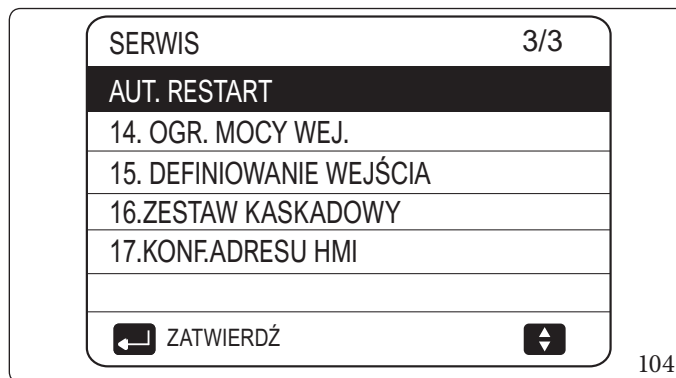 SERWIS 3/3
AUT. RESTART
14. OGR. MOCY WEJ.
15. DEFINIOWANIE WEJŚCIA
16.ZESTAW KASKADOWY
17.KONF.ADRESU HMI
ZATWIERDŹ
104